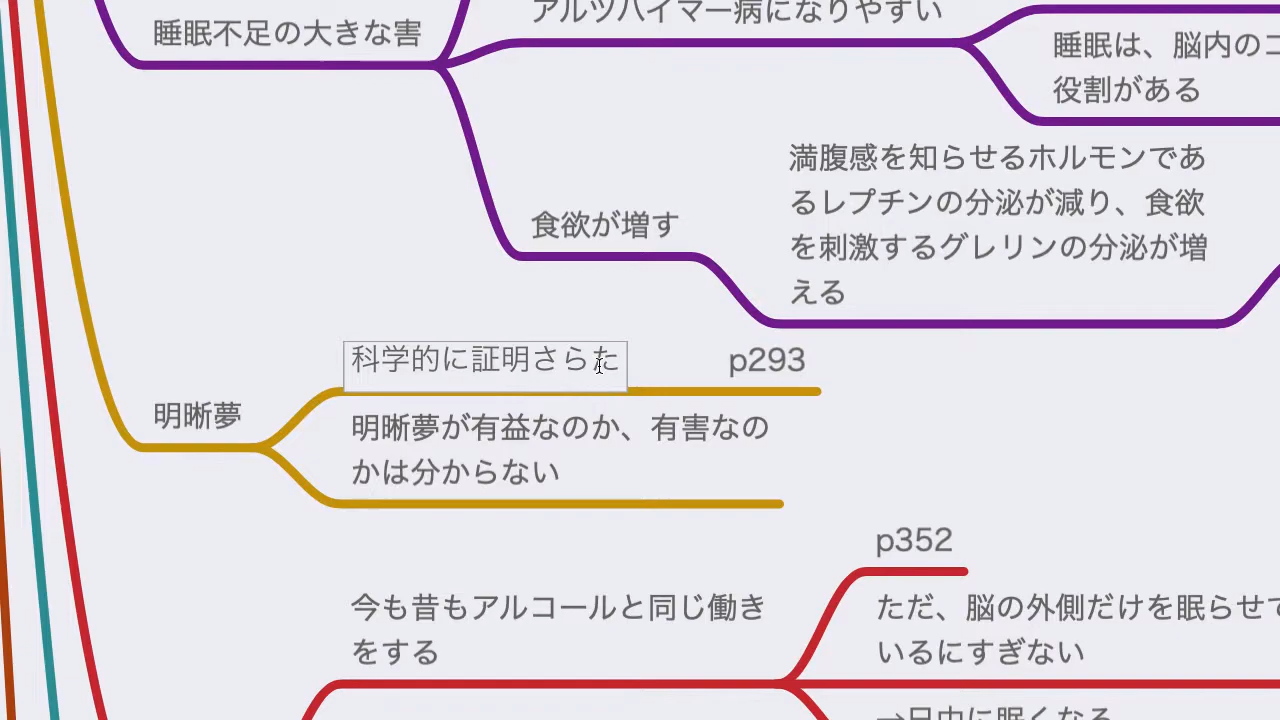 アルツハイマー病になりやすい
睡眠不足の大きな害
睡眠は、脳内の
役割がある
満腹感を知らせるホルモンであ
るレプチンの分泌が減り、食欲
を刺激するグレリンの分泌が増
える
食欲が増す
科学的に証明さらた
p293
明晰夢
明晰夢が有益なのか、有害なの
かは分からない
p352
今も昔もアルコールと同じ働き
をする
ただ、脳の外側だけを眠らせて
いるにすぎない
→日中に眠くなる